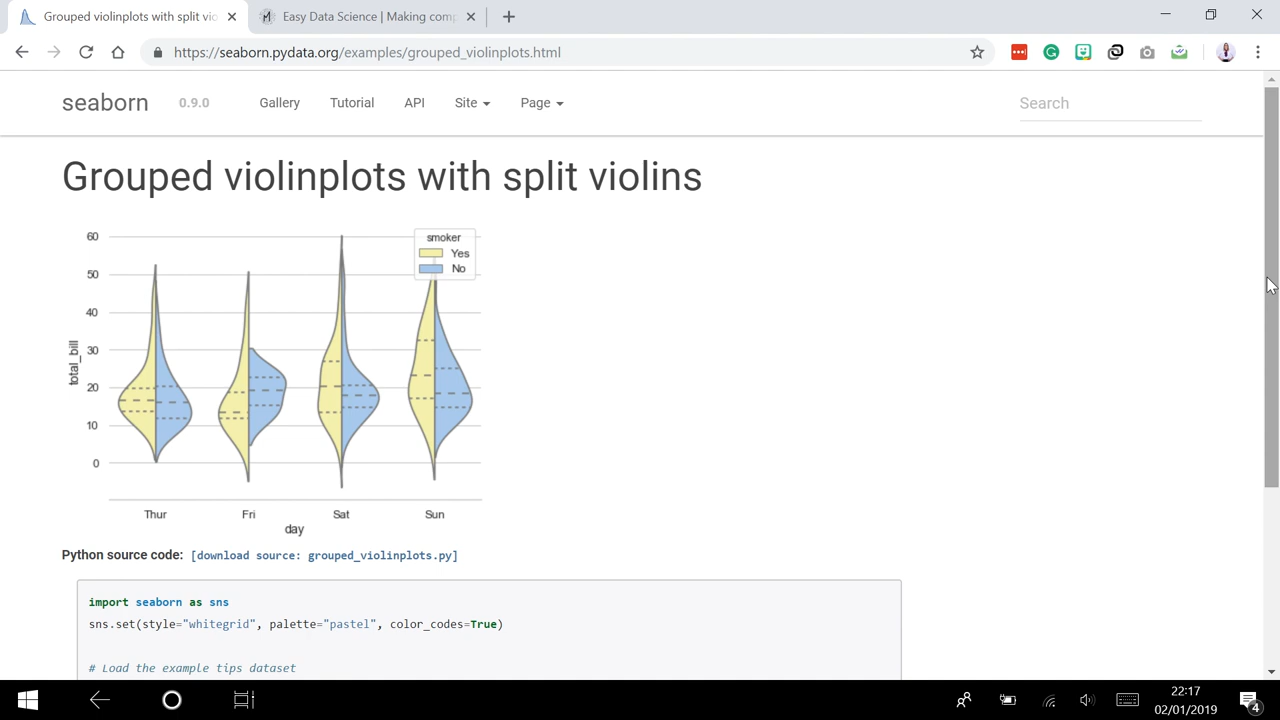 Grouped violinplots with split vio
Easy Data Science | Making comp
https://seaborn.pydata.org/examples/grouped_violinplots.html
seaborn 0.9.0 Gallery Tutorial API Site Page Search
Grouped violinplots with split violins
smoker
Yes
No
60
50
40
30
20
10
0
total_bill
Thur Fri Sat Sun
day
Python source code: [download source: grouped_violinplots.py]
import seaborn as sns
sns.set(style="whitegrid", palette="pastel", color_codes=True)
# Load the example tips dataset
22:17
02/01/2019
4